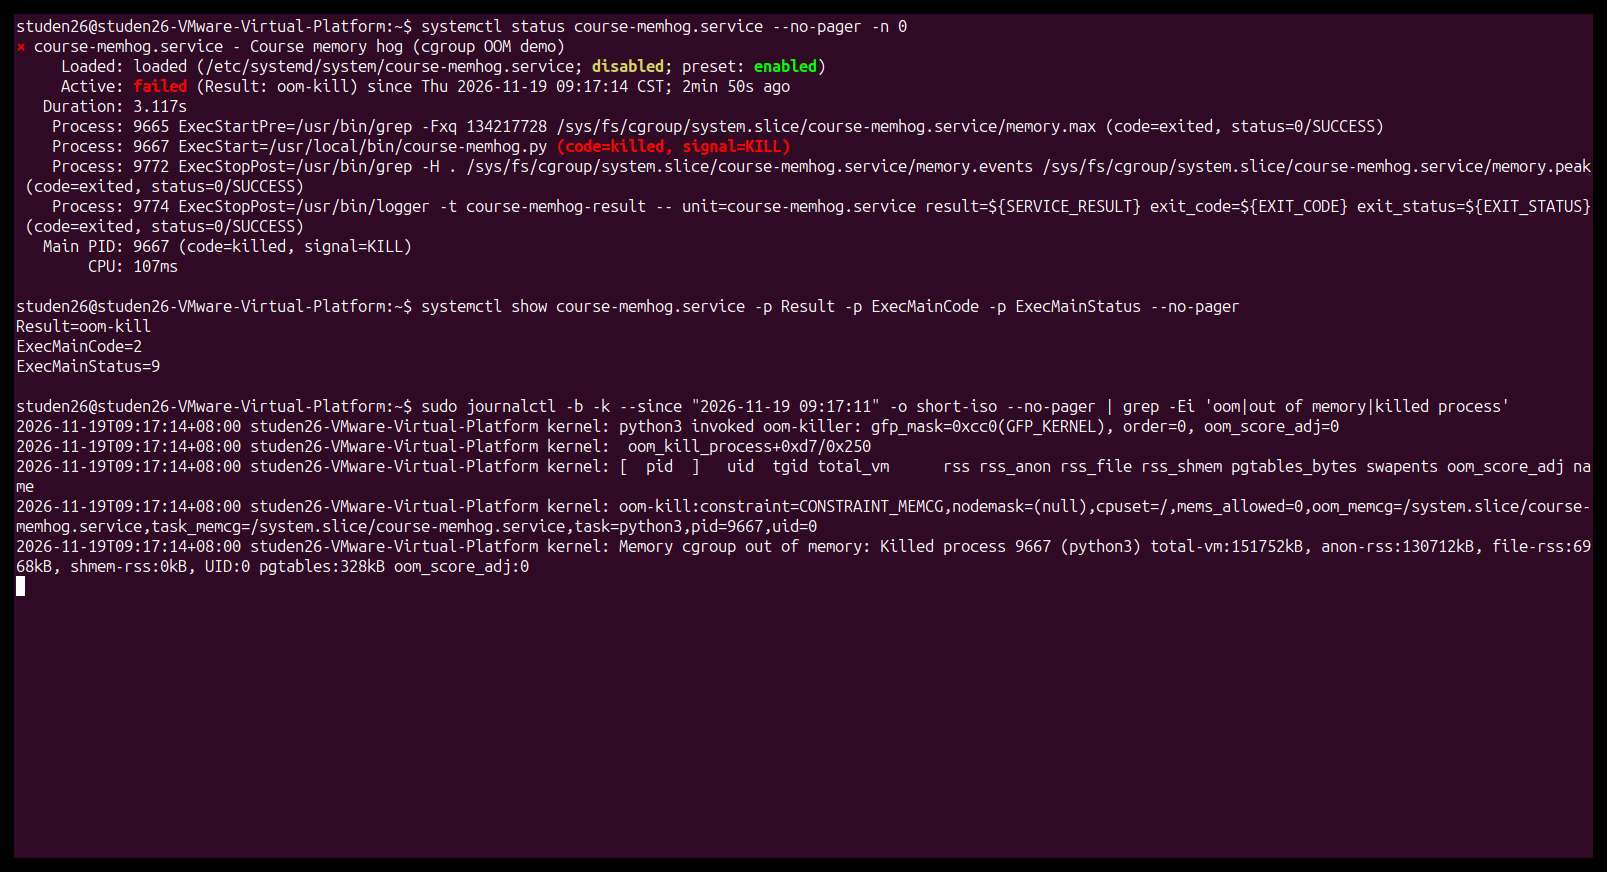 studen26@studen26-VMware-Virtual-Platform:~$ systemctl status course-memhog.service --no-pager -n 0
× course-memhog.service - Course memory hog (cgroup OOM demo)
     Loaded: loaded (/etc/systemd/system/course-memhog.service; disabled; preset: enabled)
     Active: failed (Result: oom-kill) since Thu 2026-11-19 09:17:14 CST; 2min 50s ago
   Duration: 3.117s
    Process: 9665 ExecStartPre=/usr/bin/grep -Fxq 134217728 /sys/fs/cgroup/system.slice/course-memhog.service/memory.max (code=exited, status=0/SUCCESS)
    Process: 9667 ExecStart=/usr/local/bin/course-memhog.py (code=killed, signal=KILL)
    Process: 9772 ExecStopPost=/usr/bin/grep -H . /sys/fs/cgroup/system.slice/course-memhog.service/memory.events /sys/fs/cgroup/system.slice/course-memhog.service/memory.peak
 (code=exited, status=0/SUCCESS)
    Process: 9774 ExecStopPost=/usr/bin/logger -t course-memhog-result -- unit=course-memhog.service result=${SERVICE_RESULT} exit_code=${EXIT_CODE} exit_status=${EXIT_STATUS}
 (code=exited, status=0/SUCCESS)
   Main PID: 9667 (code=killed, signal=KILL)
        CPU: 107ms

studen26@studen26-VMware-Virtual-Platform:~$ systemctl show course-memhog.service -p Result -p ExecMainCode -p ExecMainStatus --no-pager
Result=oom-kill
ExecMainCode=2
ExecMainStatus=9

studen26@studen26-VMware-Virtual-Platform:~$ sudo journalctl -b -k --since "2026-11-19 09:17:11" -o short-iso --no-pager | grep -Ei 'oom|out of memory|killed process'
2026-11-19T09:17:14+08:00 studen26-VMware-Virtual-Platform kernel: python3 invoked oom-killer: gfp_mask=0xcc0(GFP_KERNEL), order=0, oom_score_adj=0
2026-11-19T09:17:14+08:00 studen26-VMware-Virtual-Platform kernel:  oom_kill_process+0xd7/0x250
2026-11-19T09:17:14+08:00 studen26-VMware-Virtual-Platform kernel: [  pid  ]   uid  tgid total_vm      rss rss_anon rss_file rss_shmem pgtables_bytes swapents oom_score_adj na
me
2026-11-19T09:17:14+08:00 studen26-VMware-Virtual-Platform kernel: oom-kill:constraint=CONSTRAINT_MEMCG,nodemask=(null),cpuset=/,mems_allowed=0,oom_memcg=/system.slice/course-
memhog.service,task_memcg=/system.slice/course-memhog.service,task=python3,pid=9667,uid=0
2026-11-19T09:17:14+08:00 studen26-VMware-Virtual-Platform kernel: Memory cgroup out of memory: Killed process 9667 (python3) total-vm:151752kB, anon-rss:130712kB, file-rss:69
68kB, shmem-rss:0kB, UID:0 pgtables:328kB oom_score_adj:0